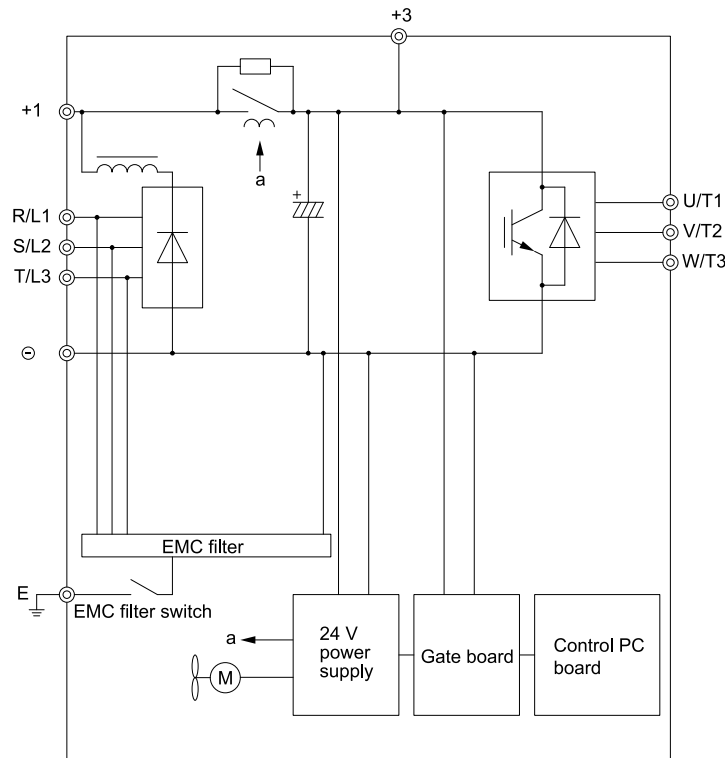 +3
+1
a
+
R/L1
S/L2
T/L3
U/T1
V/T2
W/T3
⊖
EMC filter
E
EMC filter switch
a
M
24 V
power
supply
Gate board
Control PC
board